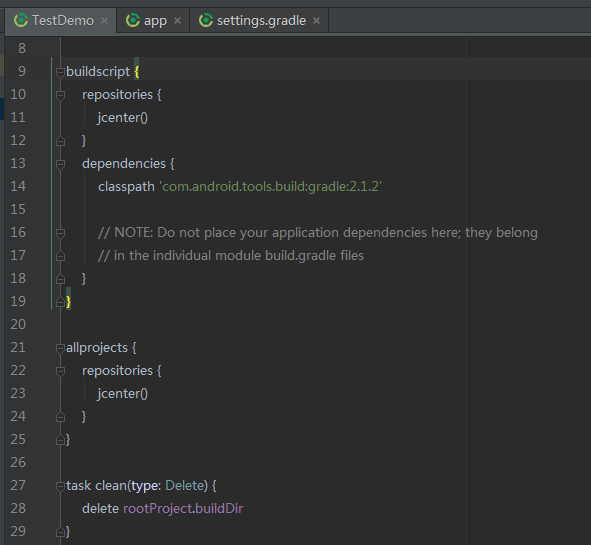 TestDemo × app × settings.gradle ×
8
9 buildscript {
10 repositories {
11 jcenter()
12 }
13 dependencies {
14 classpath 'com.android.tools.build:gradle:2.1.2'
15
16 // NOTE: Do not place your application dependencies here; they belong
17 // in the individual module build.gradle files
18 }
19 }
20
21 allprojects {
22 repositories {
23 jcenter()
24 }
25 }
26
27 task clean(type: Delete) {
28 delete rootProject.buildDir
29 }